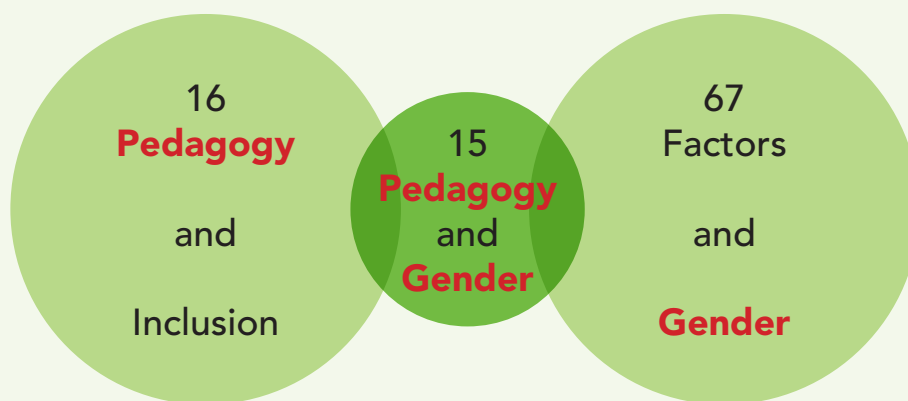 16
Pedagogy
and
Inclusion
15
Pedagogy
and
Gender
67
Factors
and
Gender